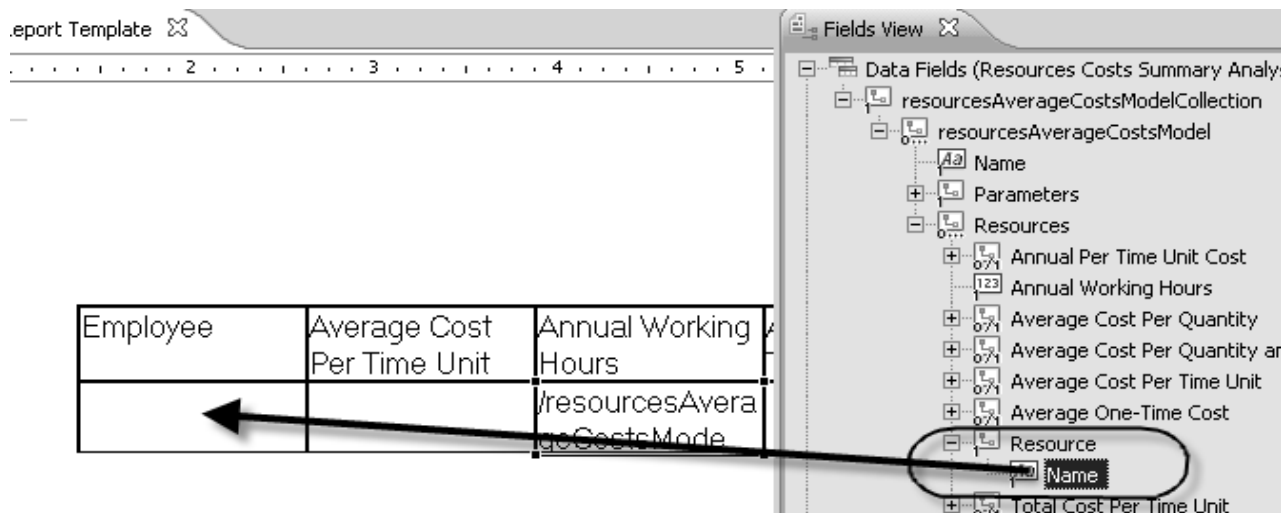 .eport Template
Fields View
2 3 4 5
Data Fields (Resources Costs Summary Analys
resourcesAverageCostsModelCollection
resourcesAverageCostsModel
Name
Parameters
Resources
Annual Per Time Unit Cost
Annual Working Hours
Average Cost Per Quantity
Average Cost Per Quantity an
Average Cost Per Time Unit
Average One-Time Cost
Resource
Name
Total Cost Per Time Unit
Employee
Average Cost
Per Time Unit
Annual Working
Hours
/resourcesAvera
geCostsMode